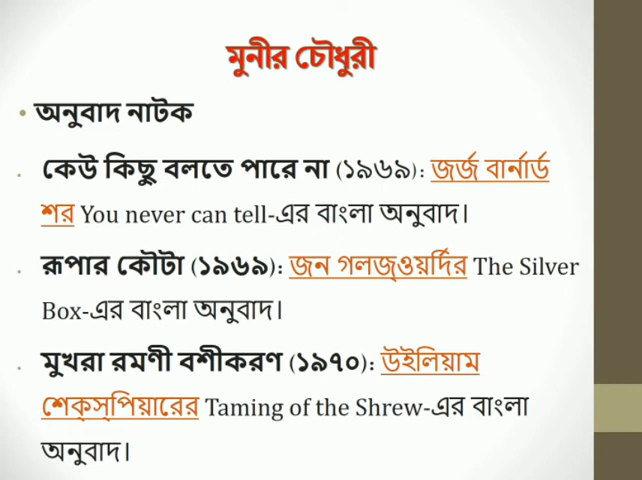 মুনীর চৌধুরী
• অনুবাদ নাটক
. কেউ কিছু বলতে পারে না (১৯৬৯): জর্জ বার্নার্ড
শর You never can tell-এর বাংলা অনুবাদ।
. রূপার কৌটা (১৯৬৯): জন গলজ্‌ওয়র্দির The Silver
Box-এর বাংলা অনুবাদ।
. মুখরা রমণী বশীকরণ (১৯৭০): উইলিয়াম
শেক্‌স্‌পিয়ারের Taming of the Shrew-এর বাংলা
অনুবাদ।